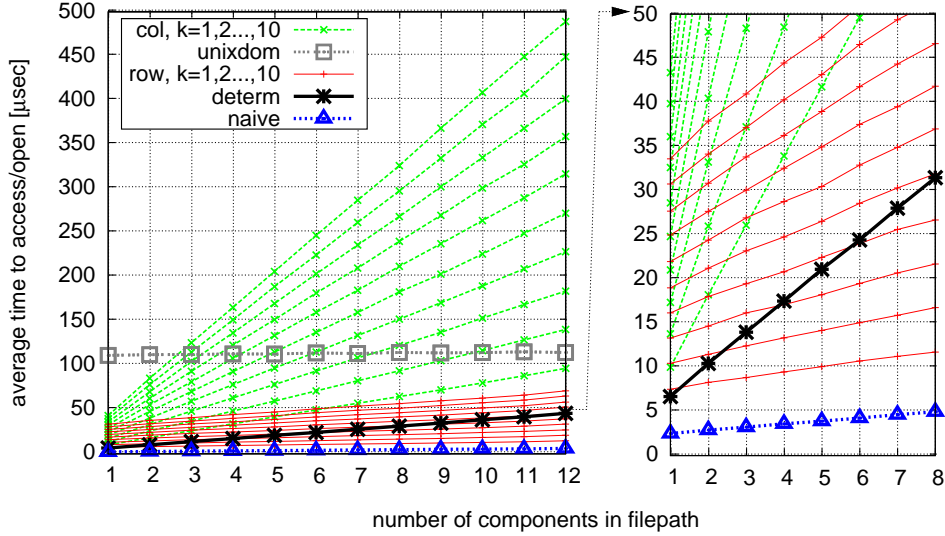 average time to access/open [μsec]
500
450
400
350
300
250
200
150
100
50
0
col, k=1,2...,10
unixdom
row, k=1,2...,10
determ
naive
1 2 3 4 5 6 7 8 9 10 11 12
50
45
40
35
30
25
20
15
10
5
0
1 2 3 4 5 6 7 8
number of components in filepath